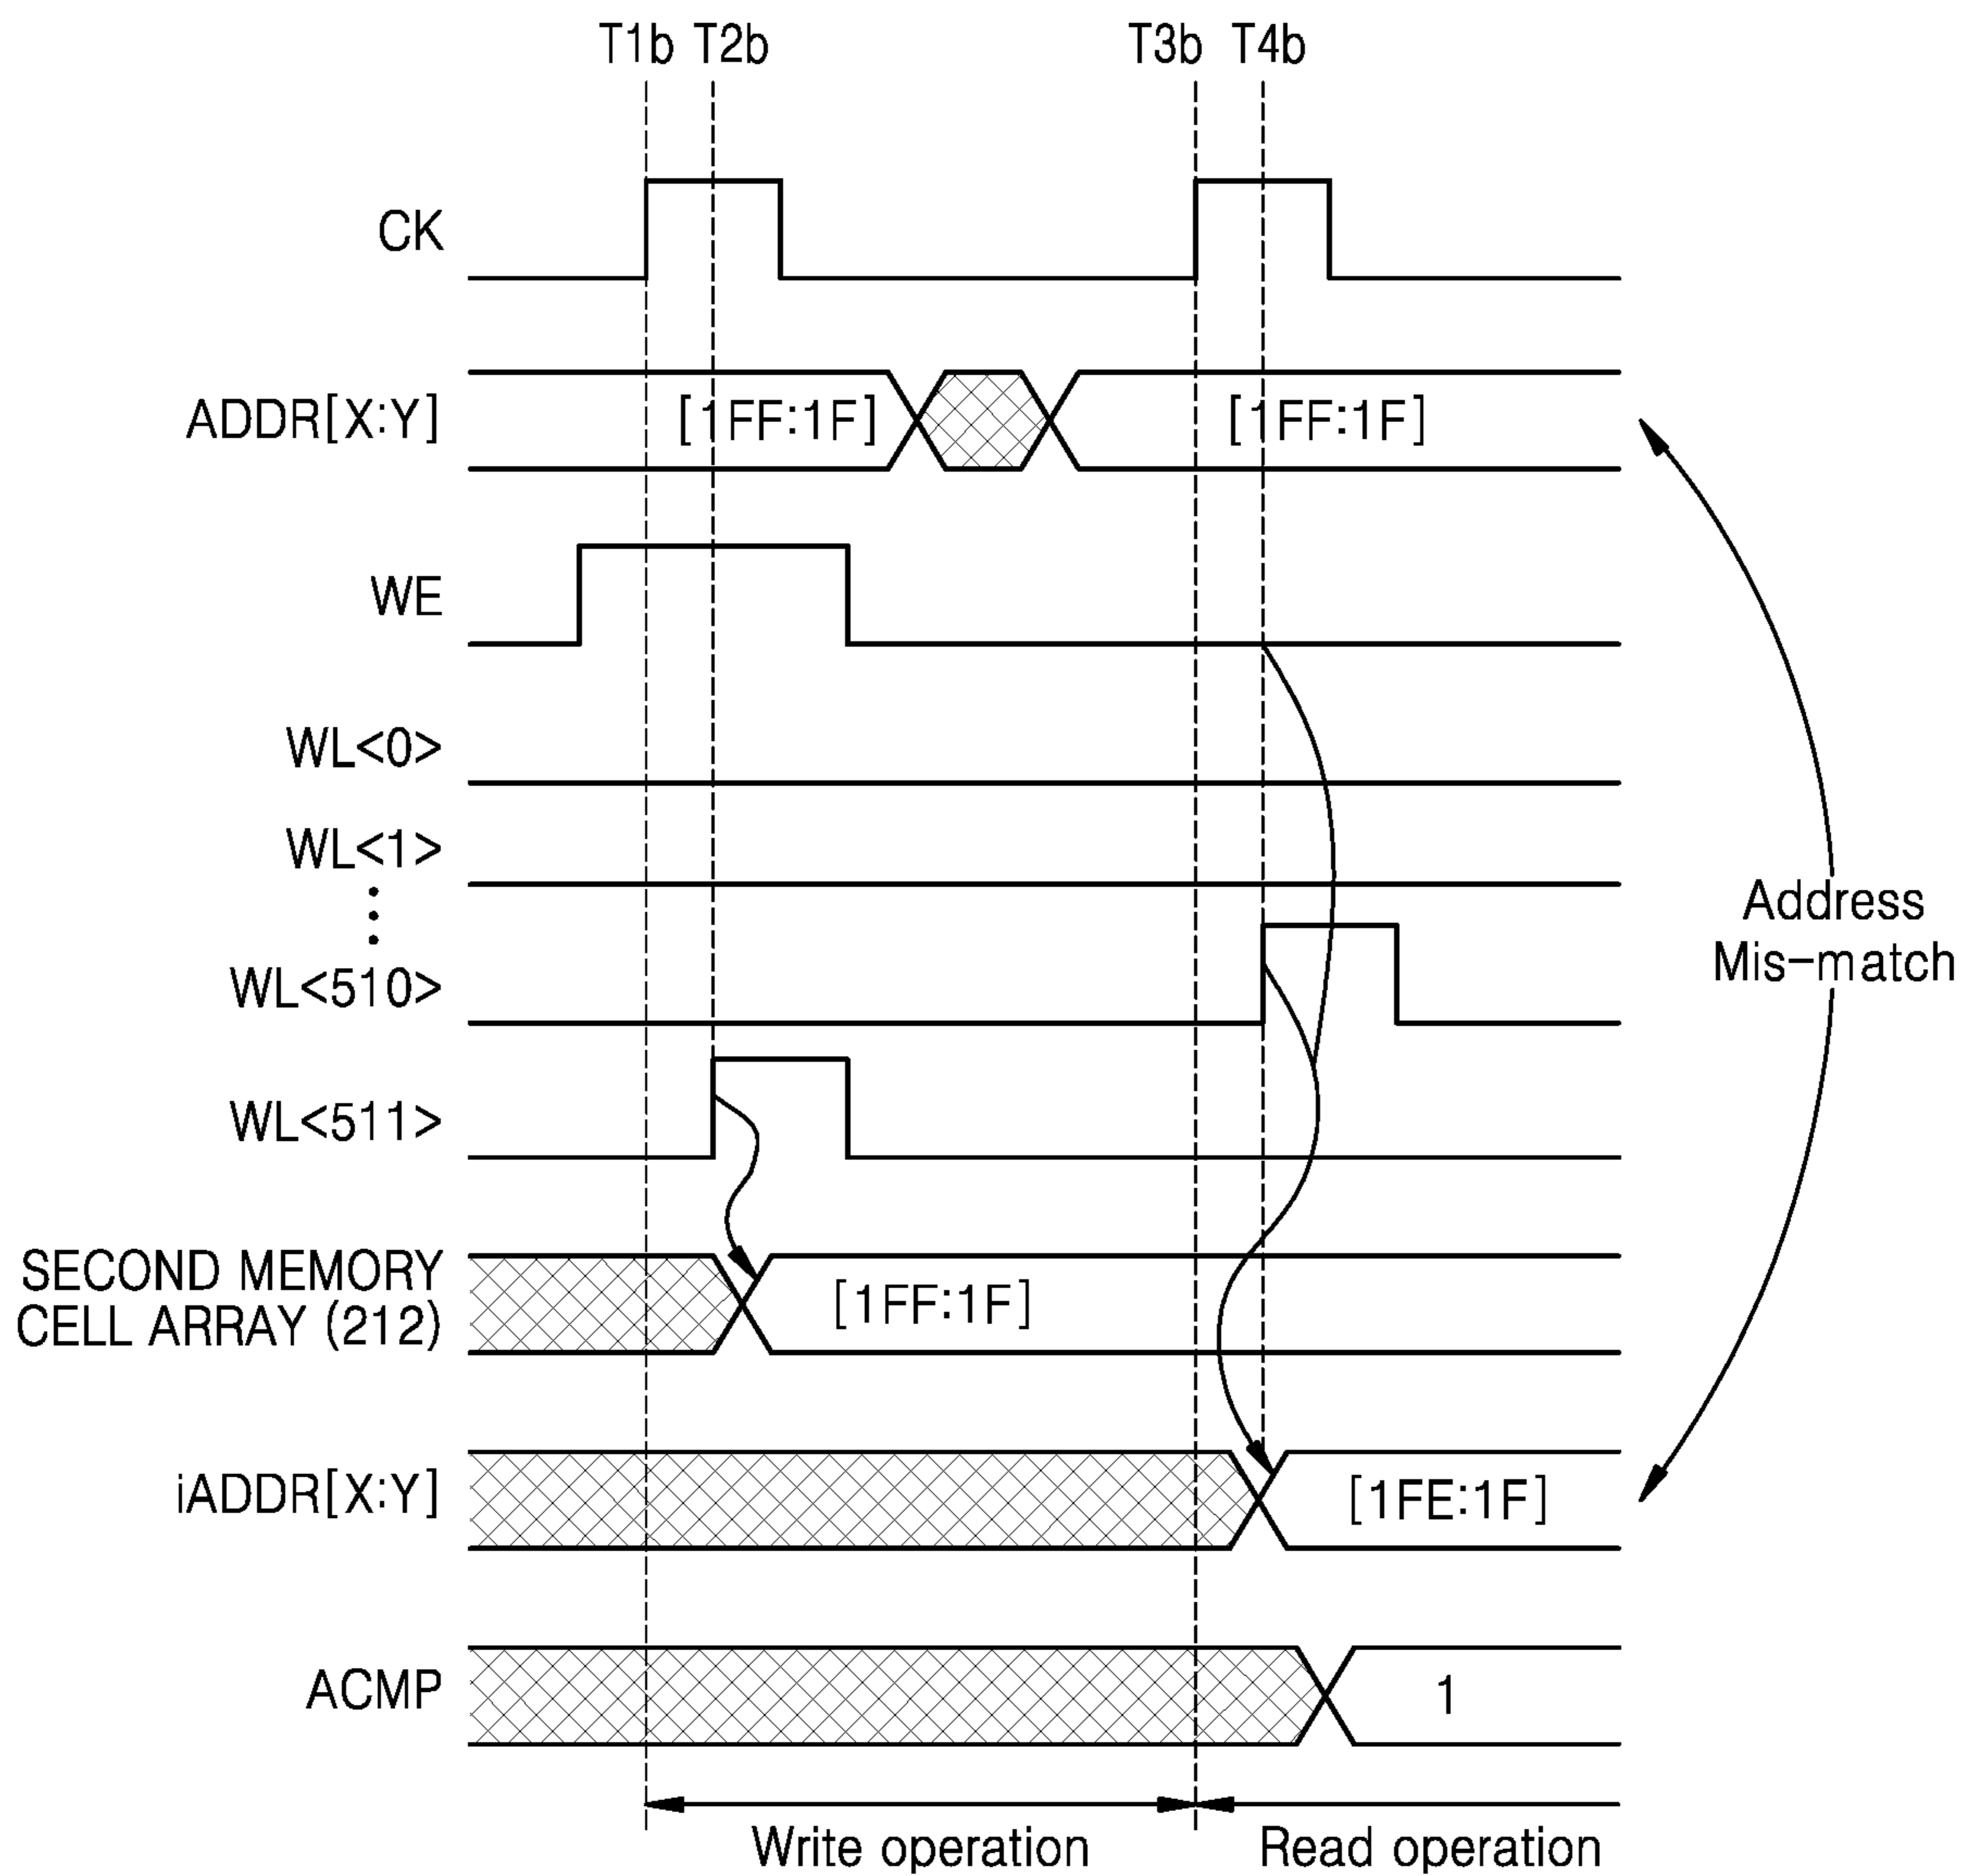 T1b T2b T3b T4b
CK
ADDR[X:Y] [1FF:1F] [1FF:1F]
WE
WL<0>
WL<1>
Address
Mis-match
WL<510>
WL<511>
SECOND MEMORY
CELL ARRAY (212) [1FF:1F]
iADDR[X:Y] [1FE:1F]
ACMP 1
Write operation Read operation